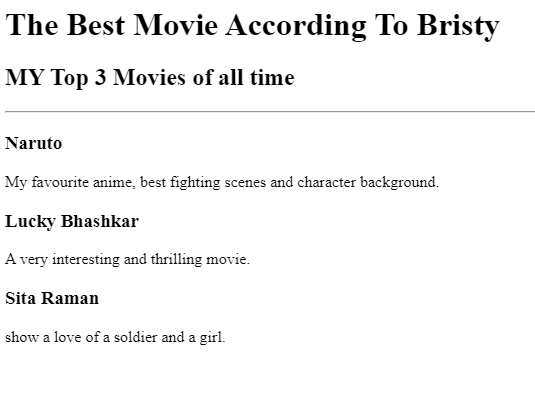 The Best Movie According To Bristy
MY Top 3 Movies of all time
Naruto
My favourite anime, best fighting scenes and character background.
Lucky Bhashkar
A very interesting and thrilling movie.
Sita Raman
show a love of a soldier and a girl.